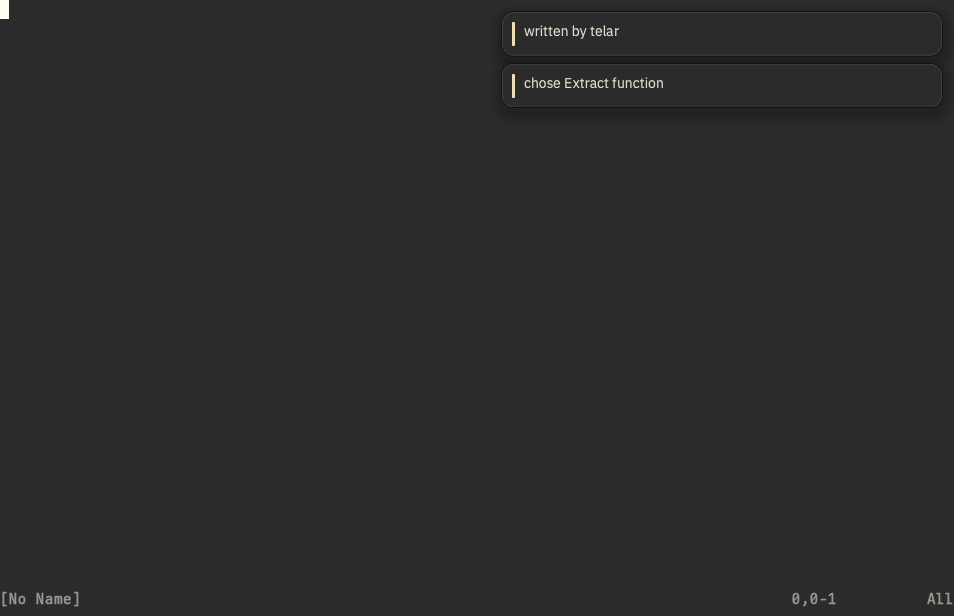 written by telar
chose Extract function
[No Name] 0,0-1 All